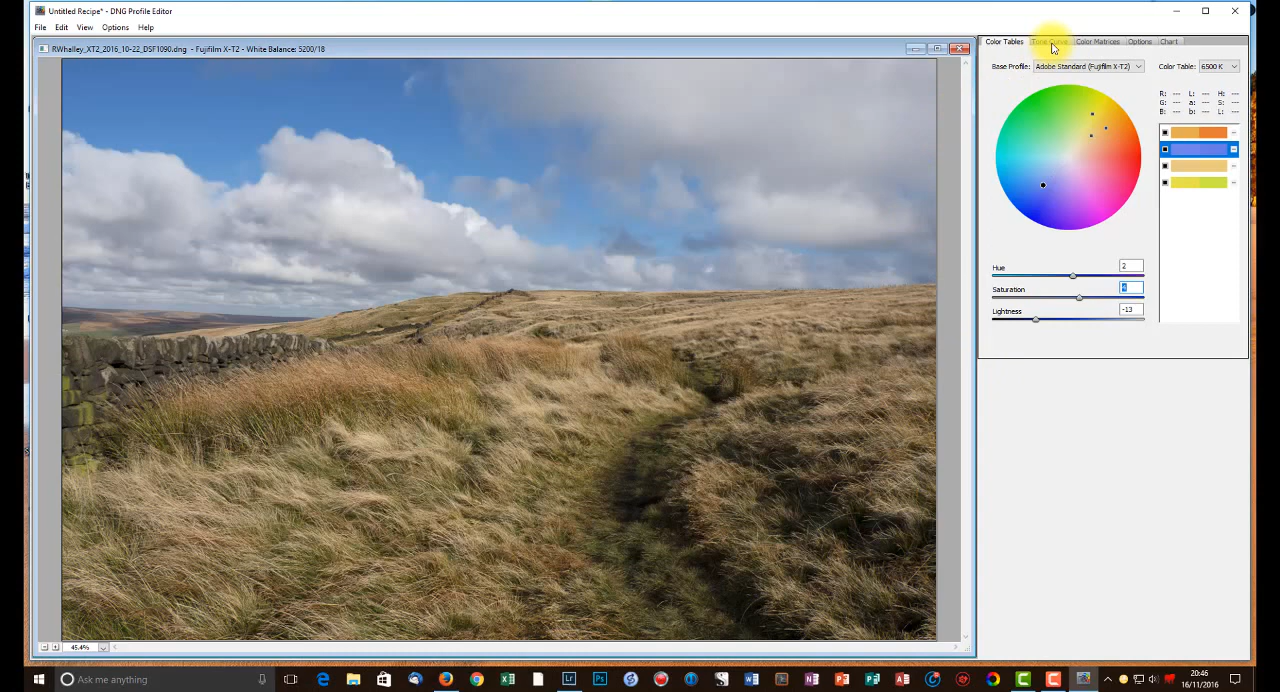 Untitled Recipe* - DNG Profile Editor
File Edit View Options Help
RWhalley_XT2_2016-10-22_DSF1090.dng - Fujifilm X-T2 - White Balance: 5200/18
Color Tables Tone Curve Color Matrices Options Chart
Base Profile: Adobe Standard (Fujifilm X-T2) Color Table: 6500 K
R: --- L: --- H: ---
G: --- a: --- S: ---
B: --- b: --- L: ---
Hue 2
Saturation
Lightness -13
45.4%
Ask me anything
20:46
16/11/2016